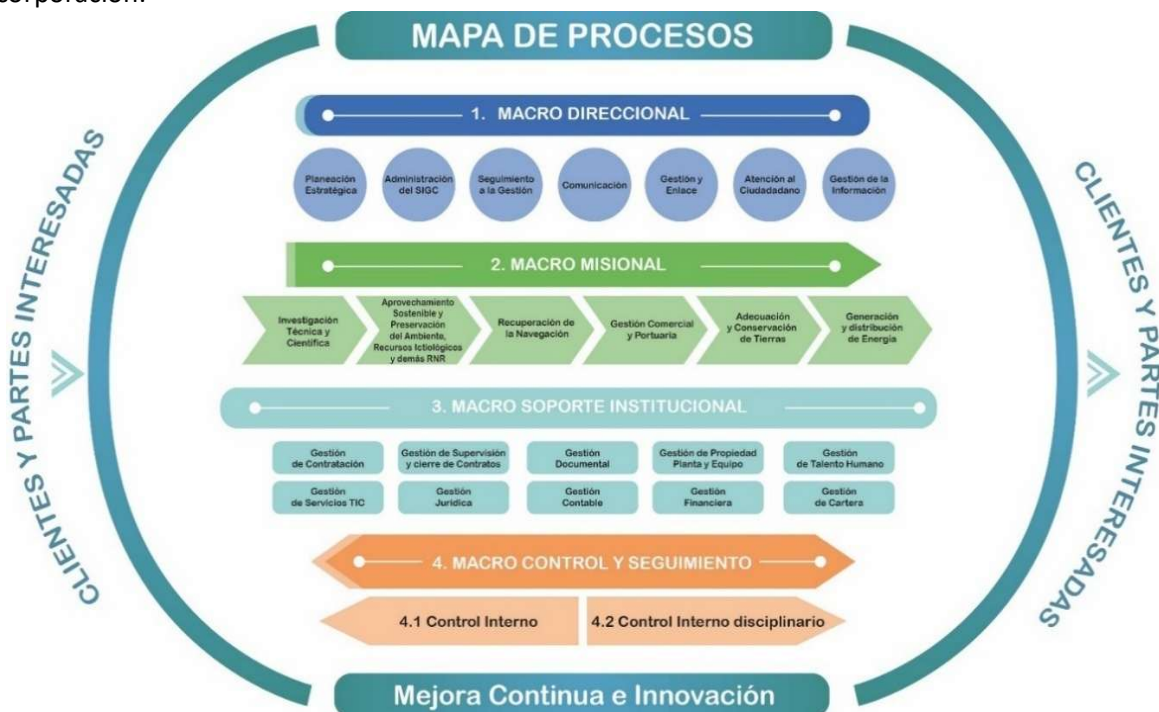 MAPA DE PROCESOS
CLIENTES Y PARTES INTERESADAS
1. MACRO DIRECCIONAL
Planeación
Estratégica
Administración
del SIGC
Seguimiento
a la Gestión
Comunicación
Gestión y
Enlace
Atención al
Ciudadadano
Gestión de la
Información
2. MACRO MISIONAL
Investigación
Técnica y
Científica
Aprovechamiento
Sostenible y
Preservación
del Ambiente,
Recursos Ictiológicos
y demás RNR
Recuperación de
la Navegación
Gestión Comercial
y Portuaria
Adecuación
y Conservación
de Tierras
Generación
y distribución
de Energía
3. MACRO SOPORTE INSTITUCIONAL
Gestión
de Contratación
Gestión de Supervisión
y cierre de Contratos
Gestión
Documental
Gestión de Propiedad
Planta y Equipo
Gestión
de Talento Humano
Gestión
de Servicios TIC
Gestión
Jurídica
Gestión
Contable
Gestión
Financiera
Gestión
de Cartera
4. MACRO CONTROL Y SEGUIMIENTO
4.1 Control Interno
4.2 Control Interno disciplinario
CLIENTES Y PARTES INTERESADAS
Mejora Continua e Innovación